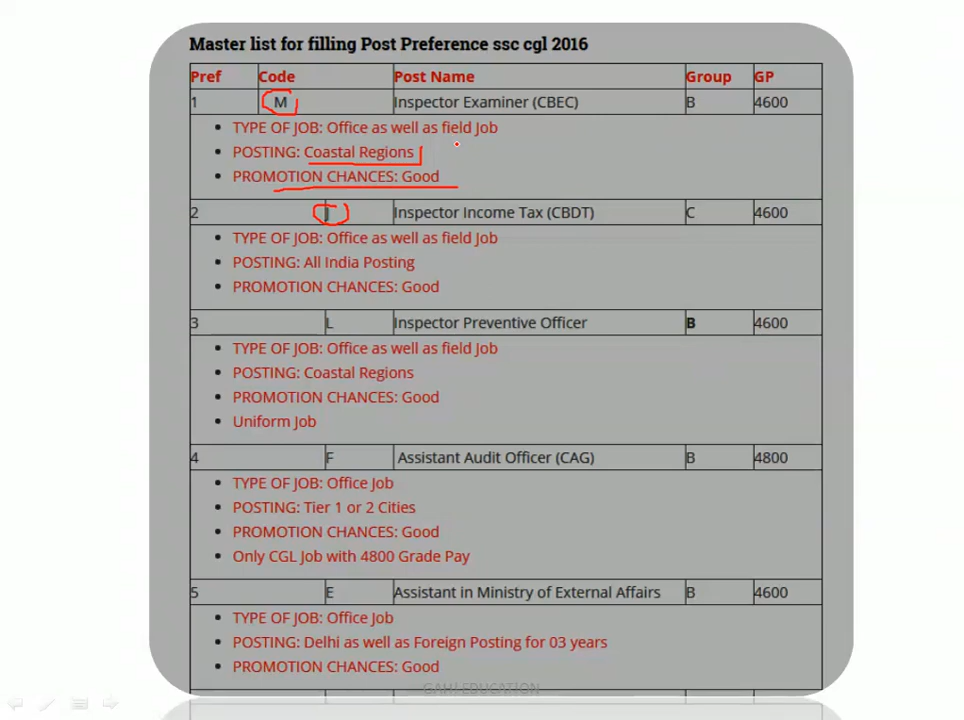 Master list for filling Post Preference ssc cgl 2016
Pref Code Post Name Group GP
1 M Inspector Examiner (CBEC) B 4600
• TYPE OF JOB: Office as well as field Job
• POSTING: Coastal Regions
• PROMOTION CHANCES: Good
2 Inspector Income Tax (CBDT) C 4600
• TYPE OF JOB: Office as well as field Job
• POSTING: All India Posting
• PROMOTION CHANCES: Good
3 L Inspector Preventive Officer B 4600
• TYPE OF JOB: Office as well as field Job
• POSTING: Coastal Regions
• PROMOTION CHANCES: Good
• Uniform Job
4 F Assistant Audit Officer (CAG) B 4800
• TYPE OF JOB: Office Job
• POSTING: Tier 1 or 2 Cities
• PROMOTION CHANCES: Good
• Only CGL Job with 4800 Grade Pay
5 E Assistant in Ministry of External Affairs B 4600
• TYPE OF JOB: Office Job
• POSTING: Delhi as well as Foreign Posting for 03 years
• PROMOTION CHANCES: Good
EDUCATION